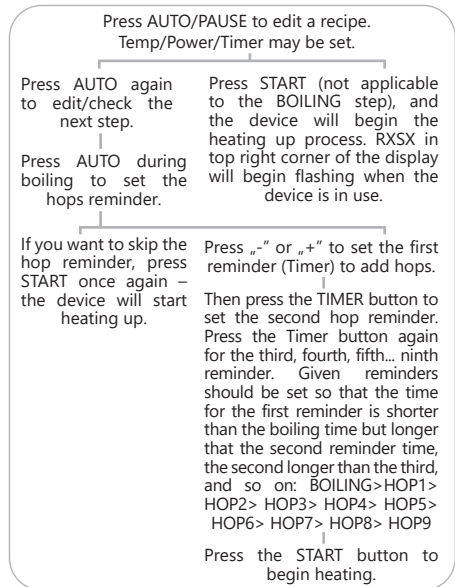 Press AUTO/PAUSE to edit a recipe.
Temp/Power/Timer may be set.
Press AUTO again
to edit/check the
next step.
Press AUTO during
boiling to set the
hops reminder.
Press START (not applicable
to the BOILING step), and
the device will begin the
heating up process. RXSX in
top right corner of the display
will begin flashing when the
device is in use.
If you want to skip the
hop reminder, press
START once again –
the device will start
heating up.
Press „-" or „+" to set the first
reminder (Timer) to add hops.
Then press the TIMER button to
set the second hop reminder.
Press the Timer button again
for the third, fourth, fifth... ninth
reminder. Given reminders
should be set so that the time
for the first reminder is shorter
than the boiling time but longer
that the second reminder time,
the second longer than the third,
and so on: BOILING>HOP1>
HOP2> HOP3> HOP4> HOP5>
HOP6> HOP7> HOP8> HOP9
Press the START button to
begin heating.